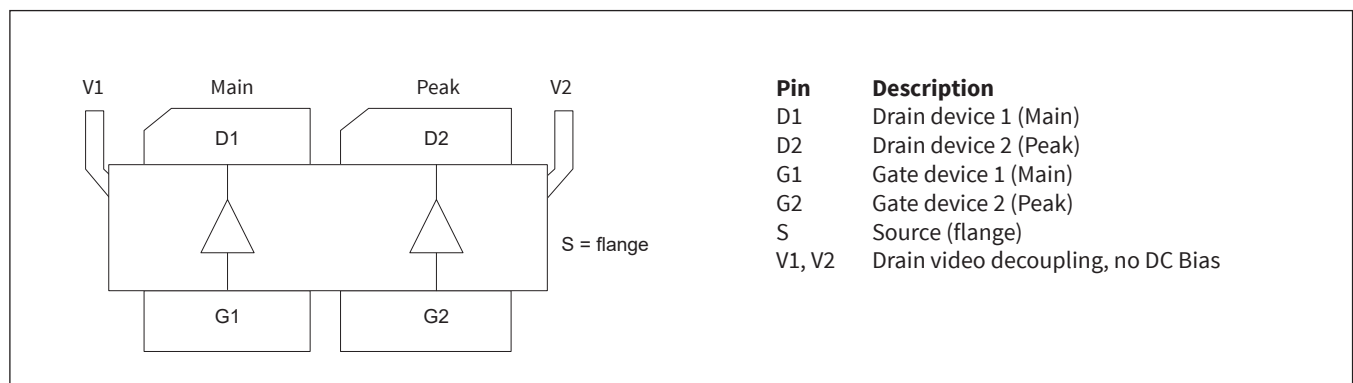 V1 Main Peak V2
D1 D2
S = flange
G1 G2
Pin Description
D1 Drain device 1 (Main)
D2 Drain device 2 (Peak)
G1 Gate device 1 (Main)
G2 Gate device 2 (Peak)
S Source (flange)
V1, V2 Drain video decoupling, no DC Bias